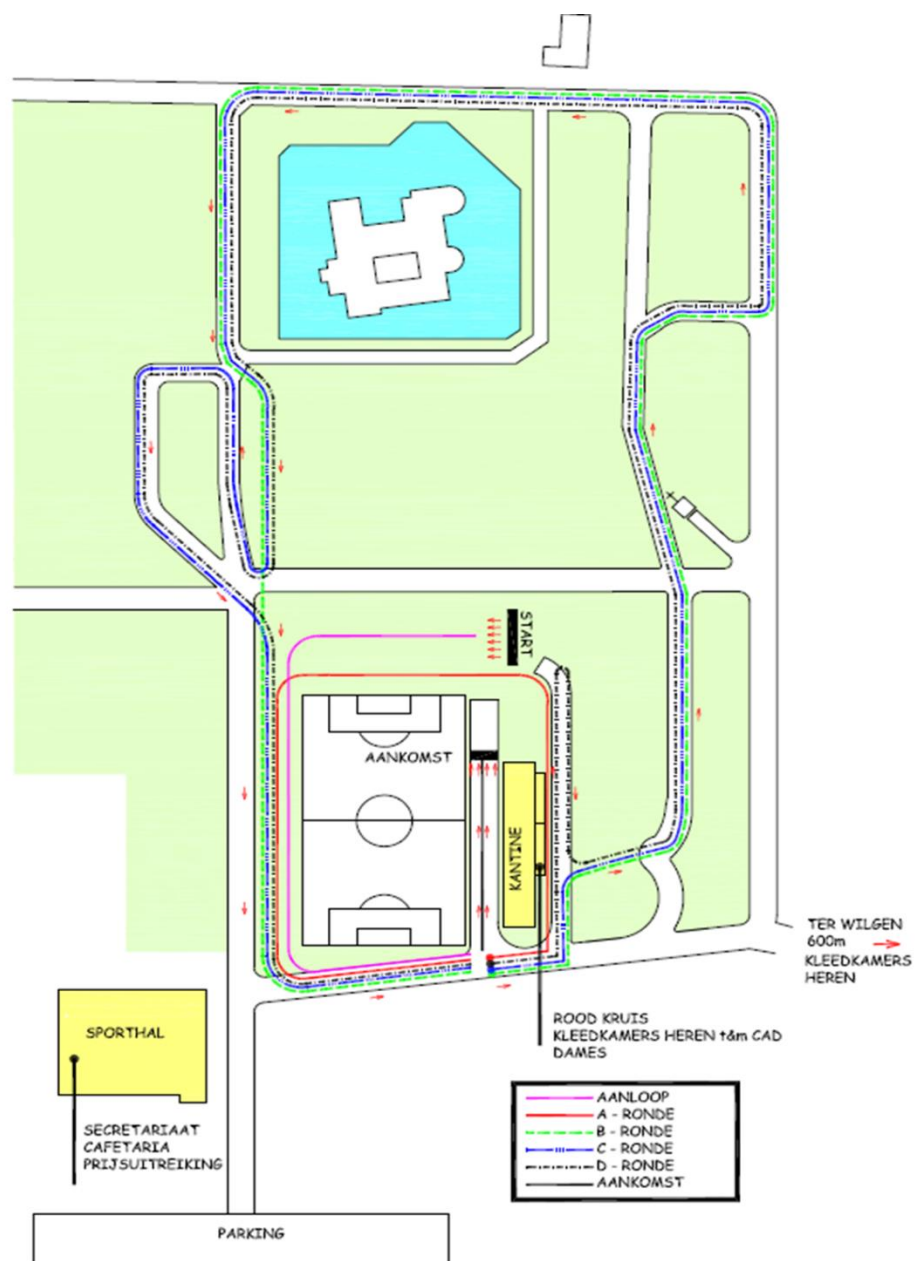 START
AANKOMST
KANTINE
TER WILGEN
600m
KLEEDKAMERS
HEREN
ROOD KRUIS
KLEEDKAMERS HEREN t&m CAD
DAMES
SPORTHAL
SECRETARIAAT
CAFETARIA
PRIJSUITREIKING
AANLOOP
A - RONDE
B - RONDE
C - RONDE
D - RONDE
AANKOMST
PARKING